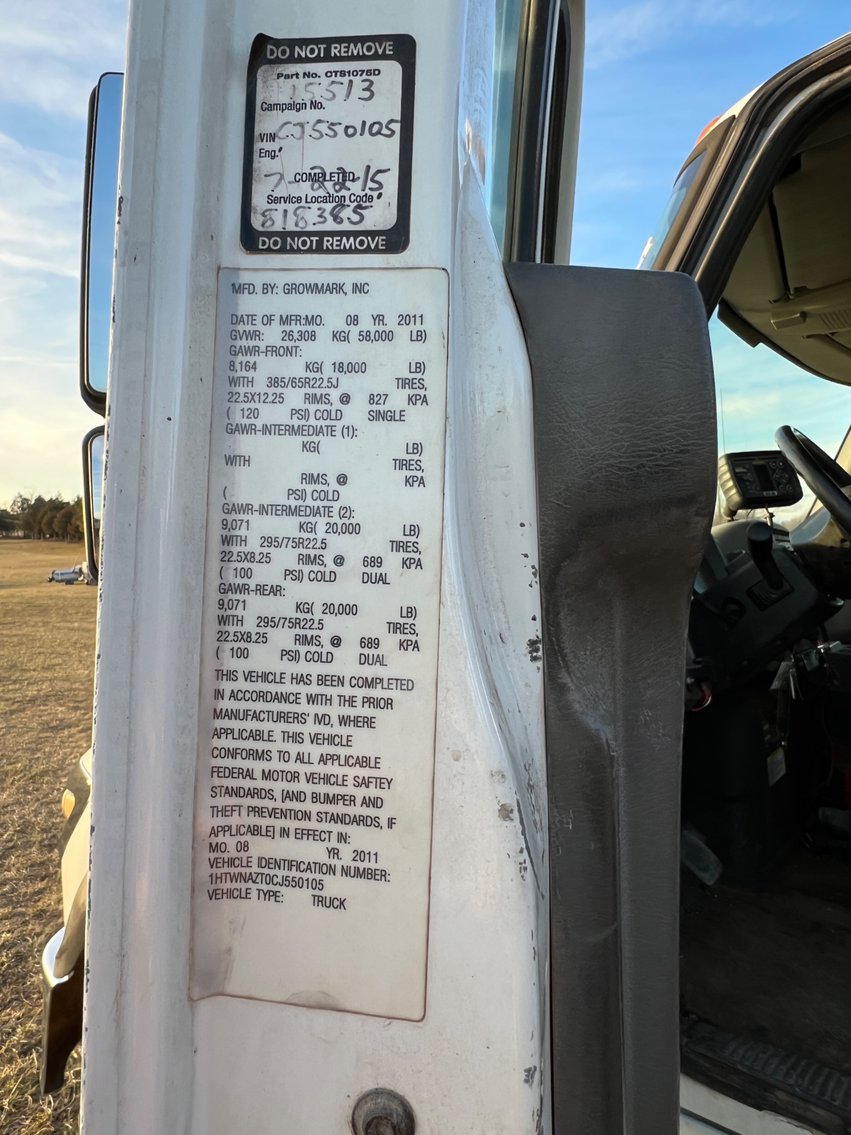 DO NOT REMOVE
Part No. CTS1075D
15513
Campaign No.
VIN CJ550105
Eng.
COMPLETED
7-22-15
Service Location Code
818385
DO NOT REMOVE
MFD. BY: GROWMARK, INC
DATE OF MFR:MO. 08 YR. 2011
GVWR: 26,308 KG( 58,000 LB)
GAWR-FRONT:
8,164 KG( 18,000 LB)
WITH 385/65R22.5J TIRES,
22.5X12.25 RIMS, @ 827 KPA
( 120 PSI) COLD SINGLE
GAWR-INTERMEDIATE (1):
KG( LB)
WITH TIRES,
RIMS, @ KPA
( PSI) COLD
GAWR-INTERMEDIATE (2):
9,071 KG( 20,000 LB)
WITH 295/75R22.5 TIRES,
22.5X8.25 RIMS, @ 689 KPA
( 100 PSI) COLD DUAL
GAWR-REAR:
9,071 KG( 20,000 LB)
WITH 295/75R22.5 TIRES,
22.5X8.25 RIMS, @ 689 KPA
( 100 PSI) COLD DUAL
THIS VEHICLE HAS BEEN COMPLETED
IN ACCORDANCE WITH THE PRIOR
MANUFACTURERS' IVD, WHERE
APPLICABLE. THIS VEHICLE
CONFORMS TO ALL APPLICABLE
FEDERAL MOTOR VEHICLE SAFTEY
STANDARDS, [AND BUMPER AND
THEFT PREVENTION STANDARDS, IF
APPLICABLE] IN EFFECT IN:
MO. 08 YR. 2011
VEHICLE IDENTIFICATION NUMBER:
1HTWNAZT0CJ550105
VEHICLE TYPE: TRUCK